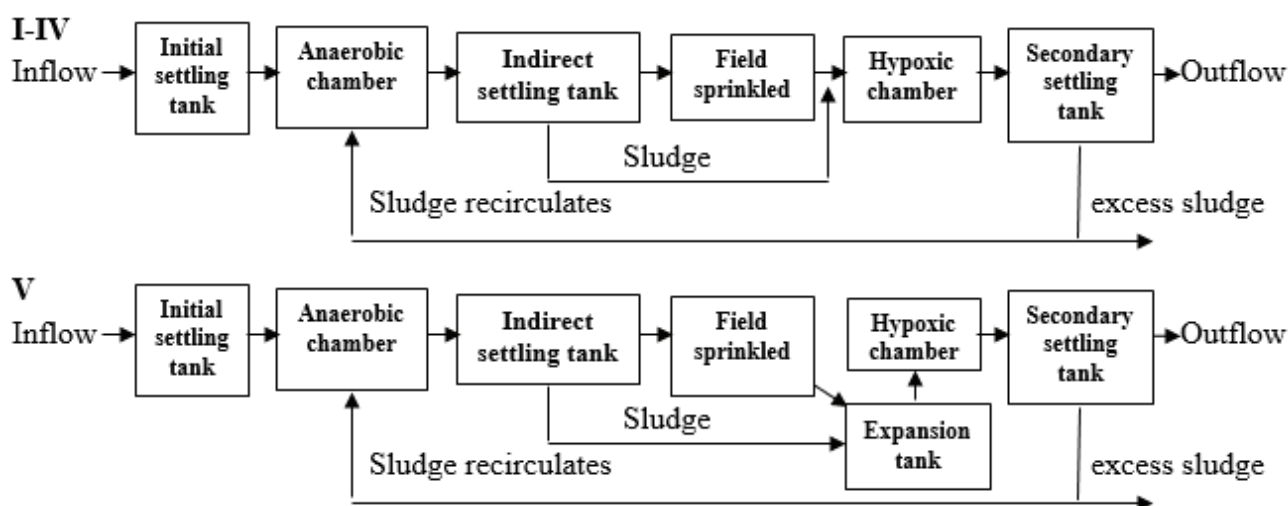 I-IV
Inflow
Initial
settling
tank
Anaerobic
chamber
Indirect
settling tank
Field
sprinkled
Hypoxic
chamber
Secondary
settling
tank
Outflow
Sludge
Sludge recirculates
excess sludge
V
Inflow
Initial
settling
tank
Anaerobic
chamber
Indirect
settling tank
Field
sprinkled
Hypoxic
chamber
Secondary
settling
tank
Outflow
Sludge
Expansion
tank
Sludge recirculates
excess sludge